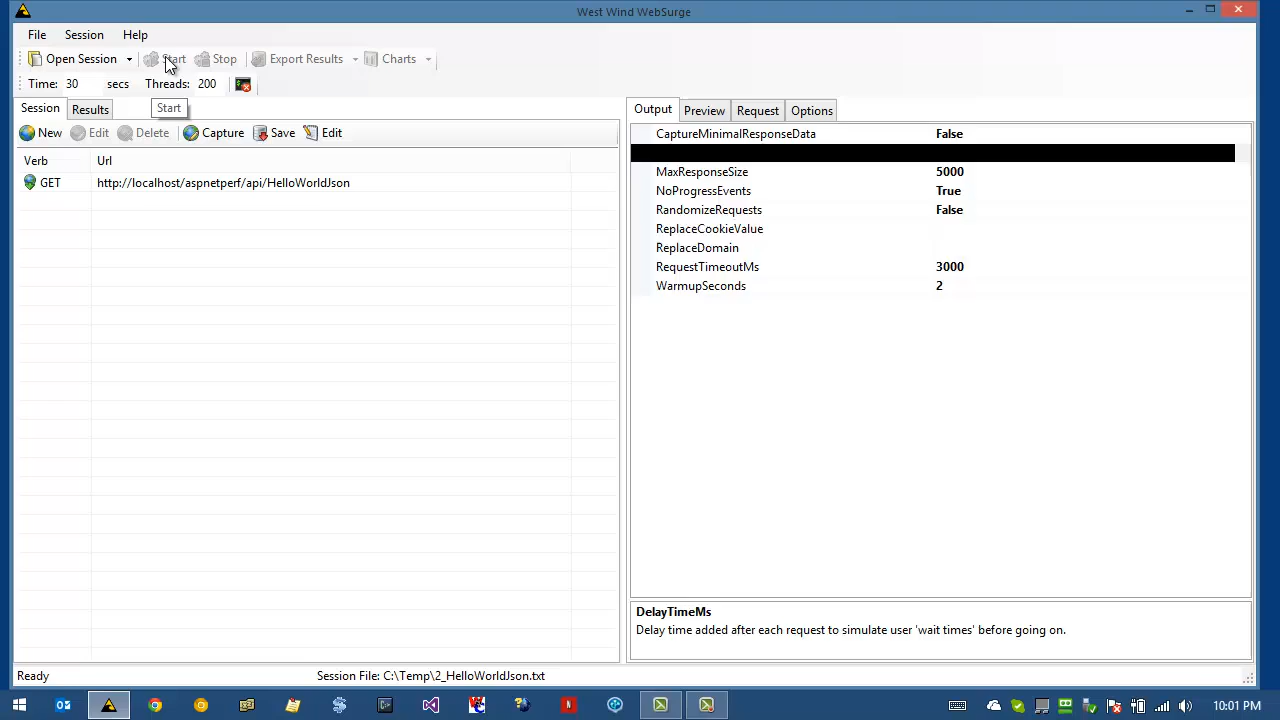 West Wind WebSurge
File Session Help
Open Session Start Stop Export Results Charts
Time: 30 secs Threads: 200
Start
Session Results
New Edit Delete Capture Save Edit
Verb Url
GET http://localhost/aspnetperf/api/HelloWorldJson
Output Preview Request Options
CaptureMinimalResponseData False
MaxResponseSize 5000
NoProgressEvents True
RandomizeRequests False
ReplaceCookieValue
ReplaceDomain
RequestTimeoutMs 3000
WarmupSeconds 2
DelayTimeMs
Delay time added after each request to simulate user 'wait times' before going on.
Ready Session File: C:\Temp\2_HelloWorldJson.txt
10:01 PM